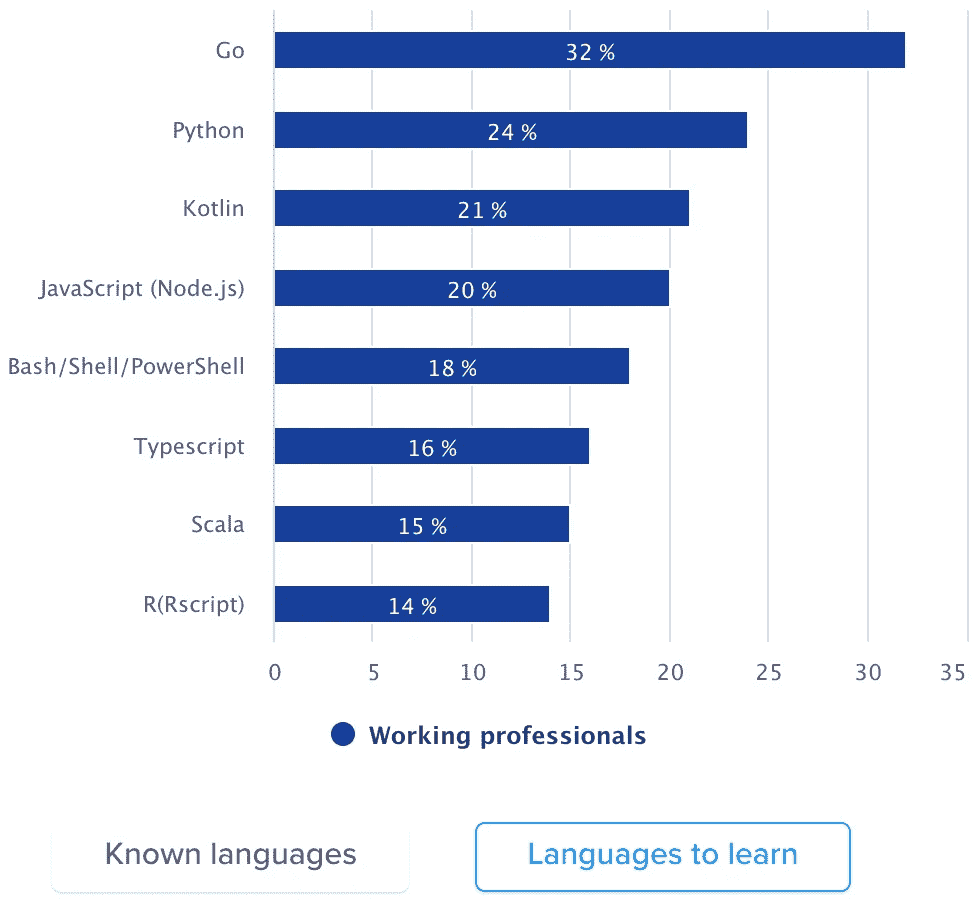 Go
32 %
Python
24 %
Kotlin
21 %
JavaScript (Node.js)
20 %
Bash/Shell/PowerShell
18 %
Typescript
16 %
Scala
15 %
R(Rscript)
14 %
0 5 10 15 20 25 30 35
Working professionals
Known languages
Languages to learn